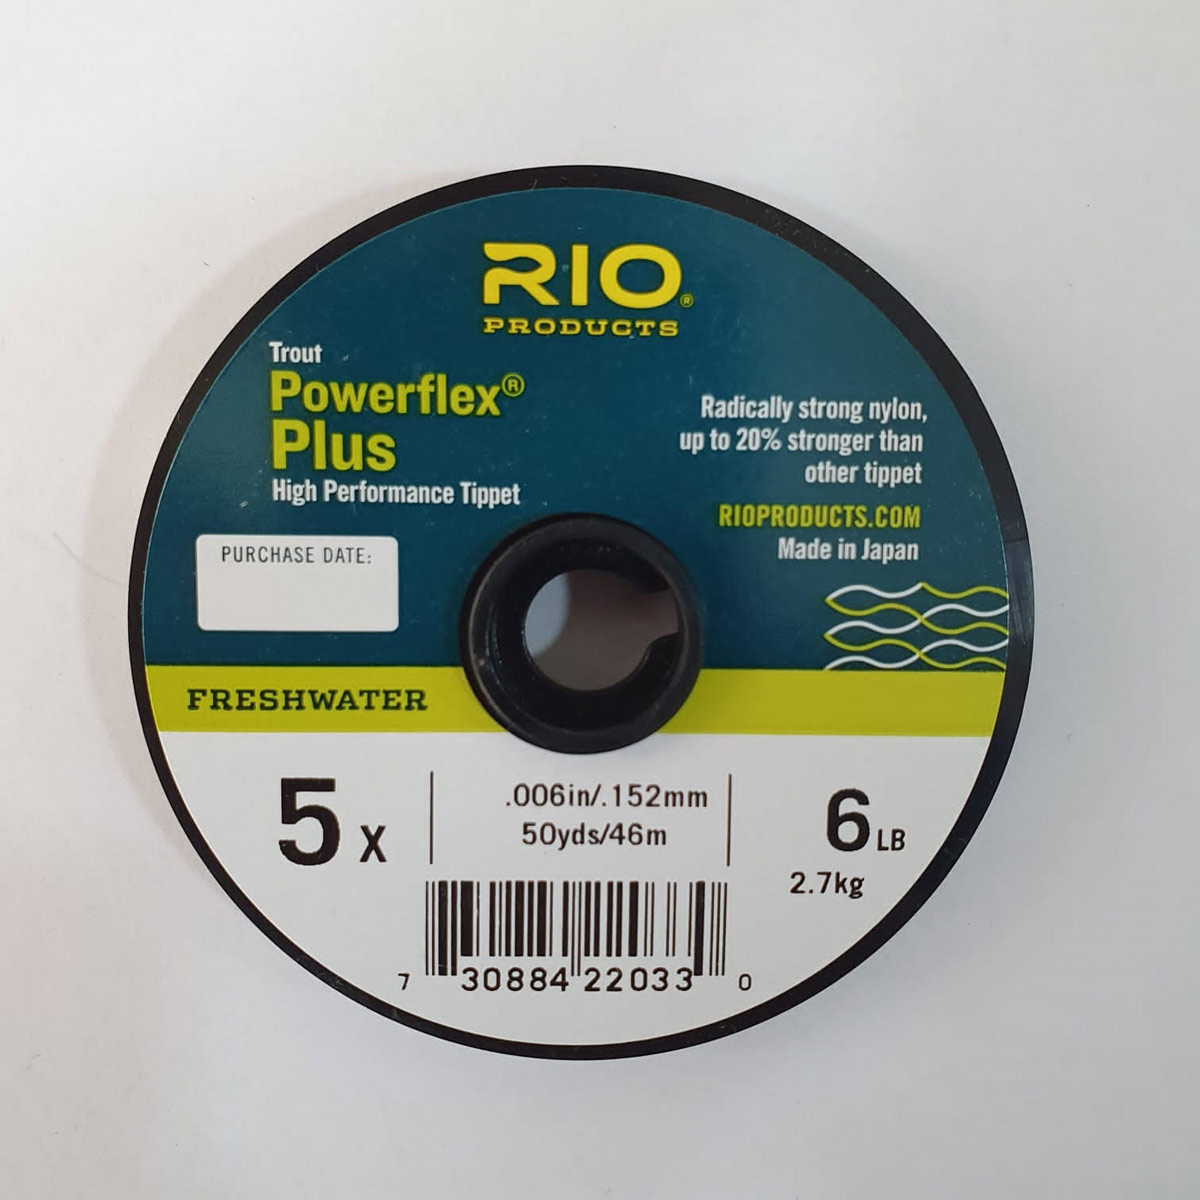 RIO®
PRODUCTS
Trout
Powerflex®
Plus
High Performance Tippet
Radically strong nylon,
up to 20% stronger than
other tippet
RIOPRODUCTS.COM
Made in Japan
PURCHASE DATE:
FRESHWATER
5 X
.006in/.152mm
50yds/46m
6 LB
2.7kg
7 30884 22033 0